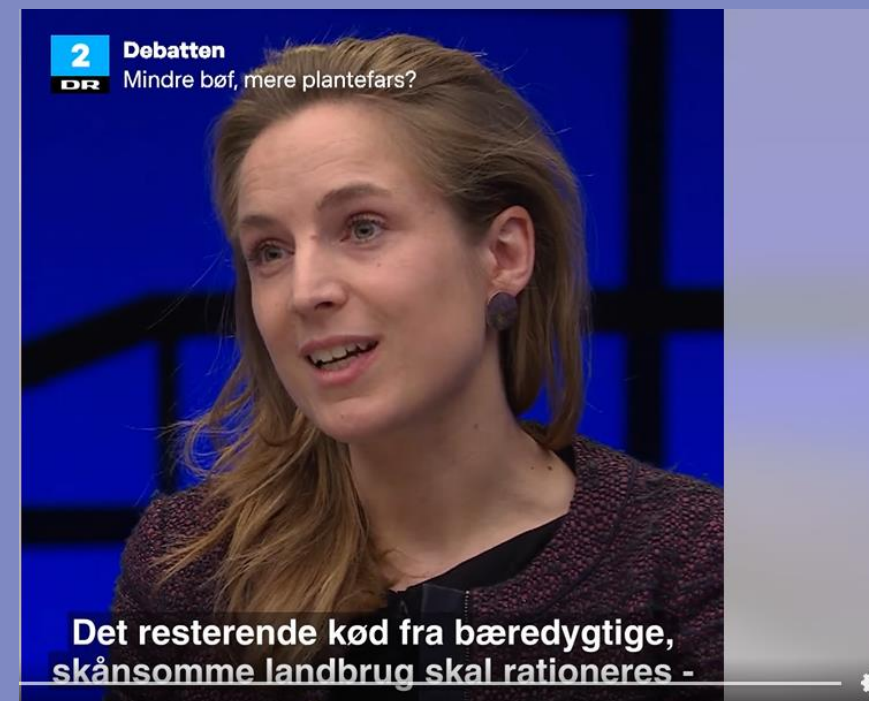 2
DR
Debatten
Mindre bøf, mere plantefars?
Det resterende kød fra bæredygtige,
skånsomme landbrug skal rationeres -